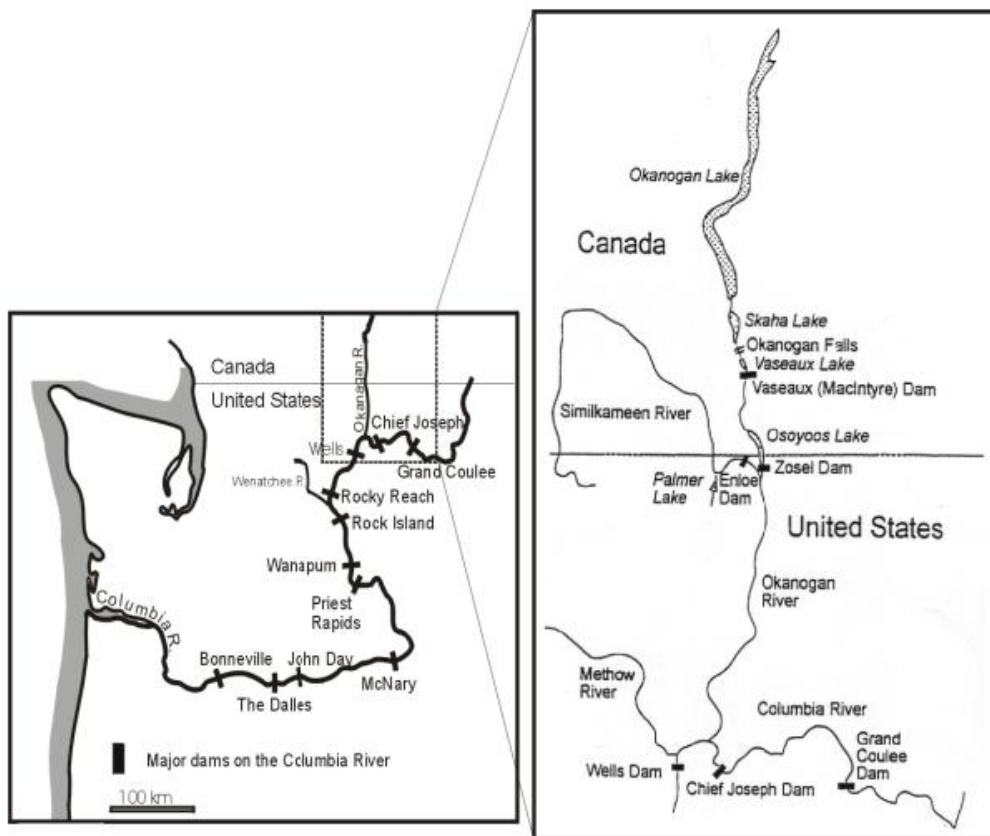 Canada
United States
Okanagan R.
Chief Joseph
Wells
Grand Coulee
Wenatchee R.
Rocky Reach
Rock Island
Wanapum
Priest
Rapids
Columbia R.
Bonneville
John Day
McNary
The Dalles
Major dams on the Columbia River
100 km
Okanogan Lake
Canada
Skaha Lake
Okanogan Falls
Vaseaux Lake
Vaseaux (MacIntyre) Dam
Similkameen River
Osoyoos Lake
Zosel Dam
Palmer
Lake
Enloe
Dam
United States
Okanogan
River
Methow
River
Columbia River
Grand
Coulee
Dam
Wells Dam
Chief Joseph Dam